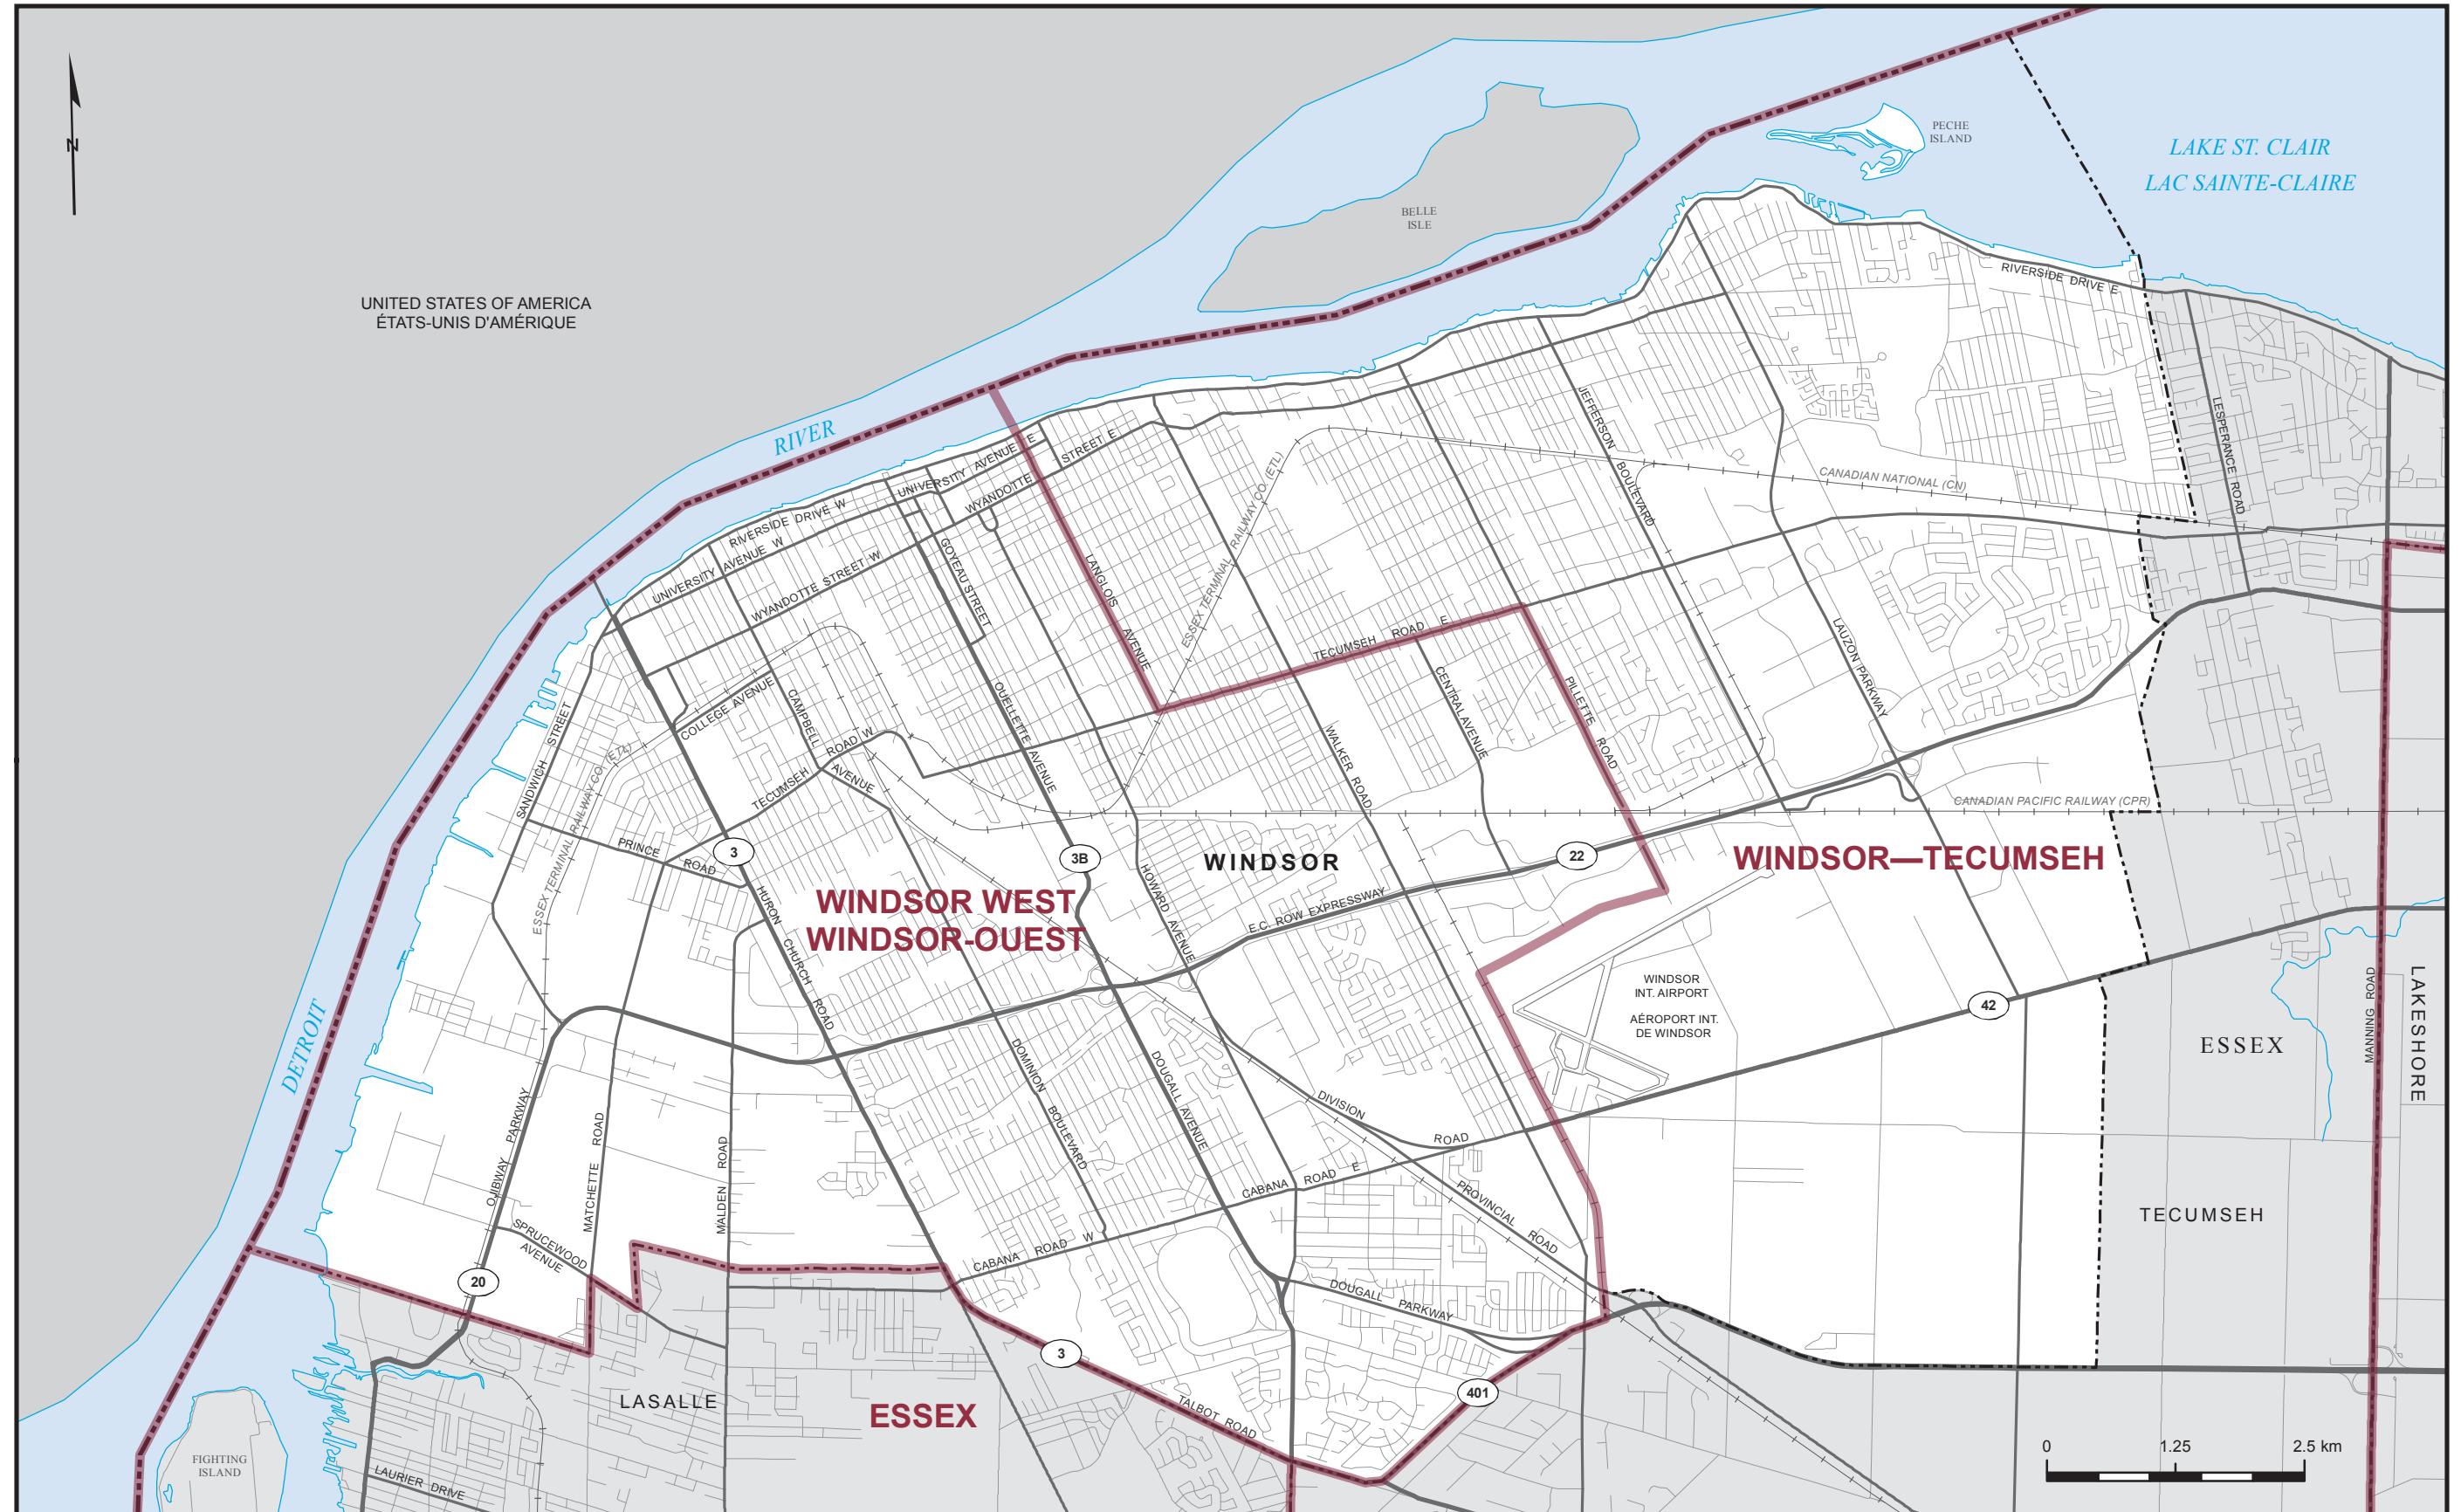 N
UNITED STATES OF AMERICA
ÉTATS-UNIS D'AMÉRIQUE
BELLE
ISLE
PECHE
ISLAND
LAKE ST. CLAIR
LAC SAINTE-CLAIRE
RIVERSIDE DRIVE E
RIVER
DETROIT
RIVERSIDE DRIVE W
UNIVERSITY AVENUE W
UNIVERSITY AVENUE E
WYANDOTTE STREET W
WYANDOTTE STREET E
GOYEAU STREET
LANGLOIS AVENUE
ESSEX TERMINAL RAILWAY CO. (ETL)
JEFFERSON BOULEVARD
CANADIAN NATIONAL (CN)
LESPERANCE ROAD
TECUMSEH ROAD E
CENTRAL AVENUE
PILLETTE ROAD
LAUZON PARKWAY
WALKER ROAD
OUELLETTE AVENUE
CAMPBELL AVENUE
COLLEGE AVENUE
TECUMSEH ROAD W
SANDWICH STREET
ESSEX TERMINAL RAILWAY CO. (ETL)
PRINCE ROAD
3
3B
22
CANADIAN PACIFIC RAILWAY (CPR)
WINDSOR
WINDSOR—TECUMSEH
WINDSOR WEST
WINDSOR-OUEST
HURON CHURCH ROAD
HOWARD AVENUE
E.C. ROW EXPRESSWAY
WINDSOR
INT. AIRPORT
AÉROPORT INT.
DE WINDSOR
42
ESSEX
MANNING ROAD
LAKESHORE
DOMINION BOULEVARD
DOUGALL AVENUE
DIVISION ROAD
OJIBWAY PARKWAY
MATCHETTE ROAD
MALDEN ROAD
CABANA ROAD E
PROVINCIAL ROAD
TECUMSEH
SPRUCEWOOD
AVENUE
CABANA ROAD W
20
DOUGALL PARKWAY
3
401
LASALLE
ESSEX
TALBOT ROAD
FIGHTING
ISLAND
LAURIER DRIVE
0 1.25 2.5 km